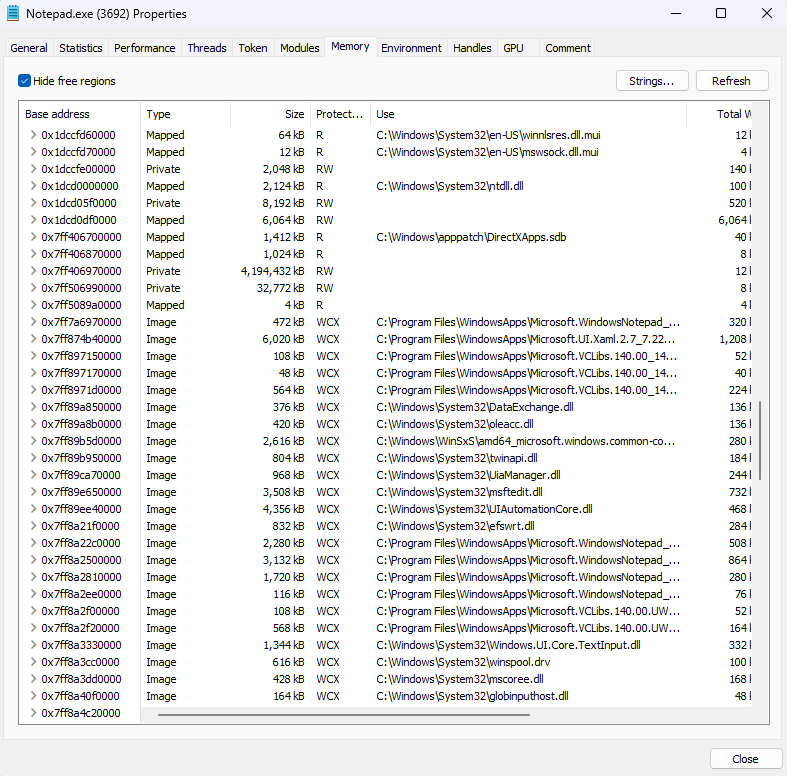 Notepad.exe (3692) Properties
General Statistics Performance Threads Token Modules Memory Environment Handles GPU Comment
Hide free regions Strings... Refresh
Base address Type Size Protect... Use Total W
0x1dccfd60000 Mapped 64 kB R C:\Windows\System32\en-US\winnlsres.dll.mui 12 k
0x1dccfd70000 Mapped 12 kB R C:\Windows\System32\en-US\mswsock.dll.mui 4 k
0x1dccfe00000 Private 2,048 kB RW 140 k
0x1dcd0000000 Mapped 2,124 kB R C:\Windows\System32\ntdll.dll 100 k
0x1dcd05f0000 Private 8,192 kB RW 520 k
0x1dcd0df0000 Mapped 6,064 kB RW 6,064 k
0x7ff406700000 Mapped 1,412 kB R C:\Windows\apppatch\DirectXApps.sdb 40 k
0x7ff406870000 Mapped 1,024 kB R 8 k
0x7ff406970000 Private 4,194,432 kB RW 12 k
0x7ff506990000 Private 32,772 kB RW 8 k
0x7ff5089a0000 Mapped 4 kB R 4 k
0x7ff7a6970000 Image 472 kB WCX C:\Program Files\WindowsApps\Microsoft.WindowsNotepad_... 320 k
0x7ff874b40000 Image 6,020 kB WCX C:\Program Files\WindowsApps\Microsoft.UI.Xaml.2.7_7.22... 1,208 k
0x7ff897150000 Image 108 kB WCX C:\Program Files\WindowsApps\Microsoft.VCLibs.140.00_14... 52 k
0x7ff897170000 Image 48 kB WCX C:\Program Files\WindowsApps\Microsoft.VCLibs.140.00_14... 40 k
0x7ff8971d0000 Image 564 kB WCX C:\Program Files\WindowsApps\Microsoft.VCLibs.140.00_14... 224 k
0x7ff89a850000 Image 376 kB WCX C:\Windows\System32\DataExchange.dll 136 k
0x7ff89a8b0000 Image 420 kB WCX C:\Windows\System32\oleacc.dll 136 k
0x7ff89b5d0000 Image 2,616 kB WCX C:\Windows\WinSxS\amd64_microsoft.windows.common-co... 280 k
0x7ff89b950000 Image 804 kB WCX C:\Windows\System32\twinapi.dll 184 k
0x7ff89ca70000 Image 968 kB WCX C:\Windows\System32\UiaManager.dll 244 k
0x7ff89e650000 Image 3,508 kB WCX C:\Windows\System32\msftedit.dll 732 k
0x7ff89ee40000 Image 4,356 kB WCX C:\Windows\System32\UIAutomationCore.dll 468 k
0x7ff8a21f0000 Image 832 kB WCX C:\Windows\System32\efswrt.dll 284 k
0x7ff8a22c0000 Image 2,280 kB WCX C:\Program Files\WindowsApps\Microsoft.WindowsNotepad_... 508 k
0x7ff8a2500000 Image 3,132 kB WCX C:\Program Files\WindowsApps\Microsoft.WindowsNotepad_... 864 k
0x7ff8a2810000 Image 1,720 kB WCX C:\Program Files\WindowsApps\Microsoft.WindowsNotepad_... 280 k
0x7ff8a2ee0000 Image 116 kB WCX C:\Program Files\WindowsApps\Microsoft.WindowsNotepad_... 76 k
0x7ff8a2f00000 Image 108 kB WCX C:\Program Files\WindowsApps\Microsoft.VCLibs.140.00.UW... 52 k
0x7ff8a2f20000 Image 568 kB WCX C:\Program Files\WindowsApps\Microsoft.VCLibs.140.00.UW... 164 k
0x7ff8a3330000 Image 1,344 kB WCX C:\Windows\System32\Windows.UI.Core.TextInput.dll 332 k
0x7ff8a3cc0000 Image 616 kB WCX C:\Windows\System32\winspool.drv 100 k
0x7ff8a3dd0000 Image 428 kB WCX C:\Windows\System32\mscoree.dll 168 k
0x7ff8a40f0000 Image 164 kB WCX C:\Windows\System32\globinputhost.dll 48 k
0x7ff8a4c20000
Close